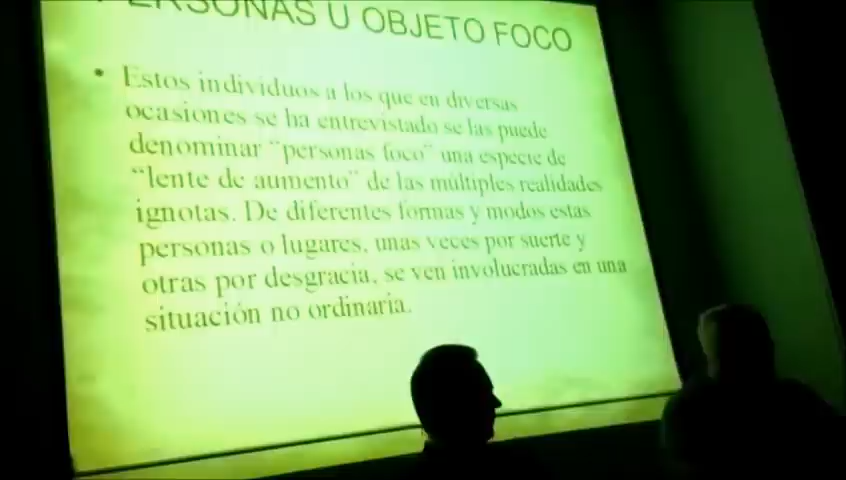 PERSONAS U OBJETO FOCO
• Estos individuos a los que en diversas
ocasiones se ha entrevistado se las puede
denominar “personas foco” una especie de
“lente de aumento” de las múltiples realidades
ignotas. De diferentes formas y modos estas
personas o lugares, unas veces por suerte y
otras por desgracia, se ven involucradas en una
situación no ordinaria.